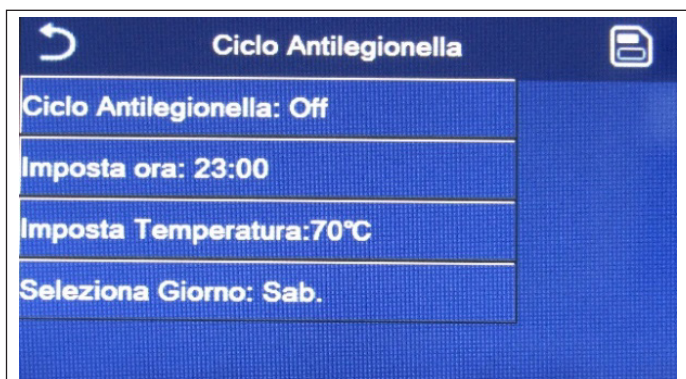 Ciclo Antilegionella
Ciclo Antilegionella: Off
Imposta ora: 23:00
Imposta Temperatura:70℃
Seleziona Giorno: Sab.